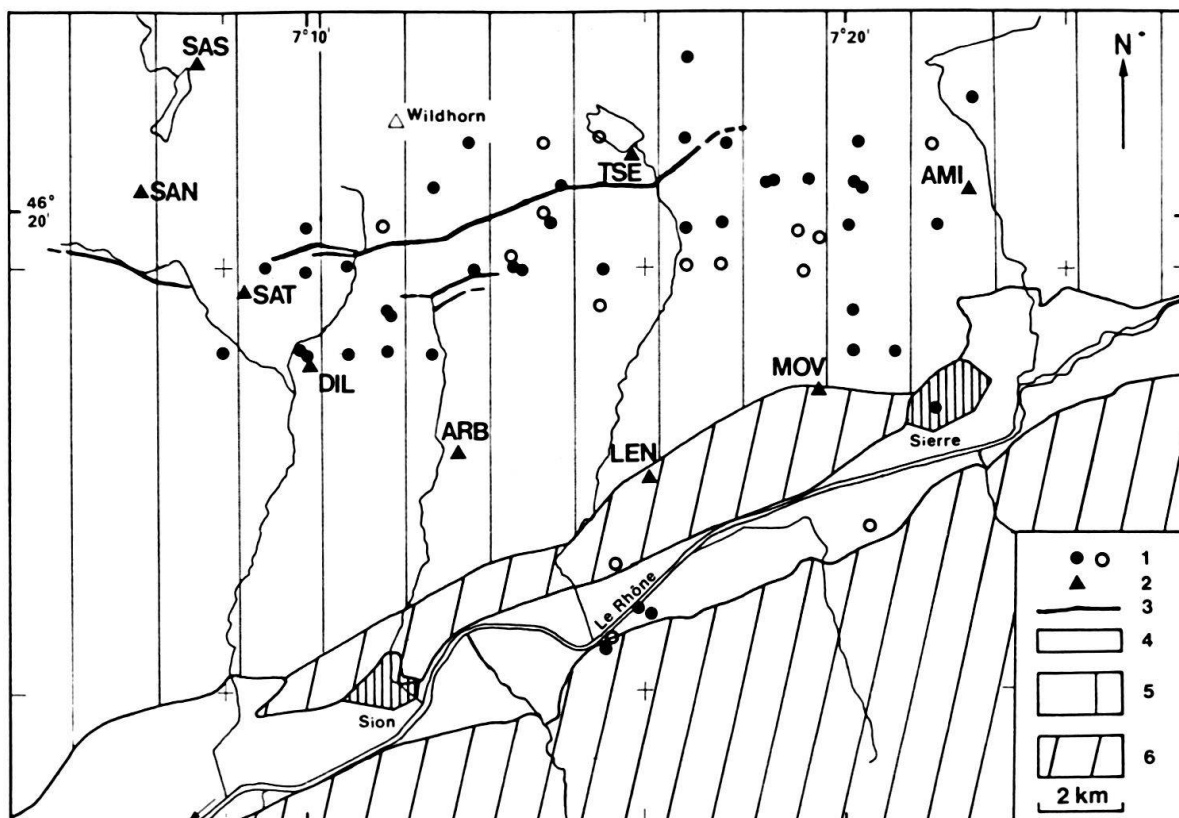 7°10'
7°20'
N
SAS
Wildhorn
TSE
AMI
SAN
46°
20'
SAT
DIL
MOV
ARB
LEN
Sierre
Le Rhône
Sion
1
2
3
4
5
6
2 km